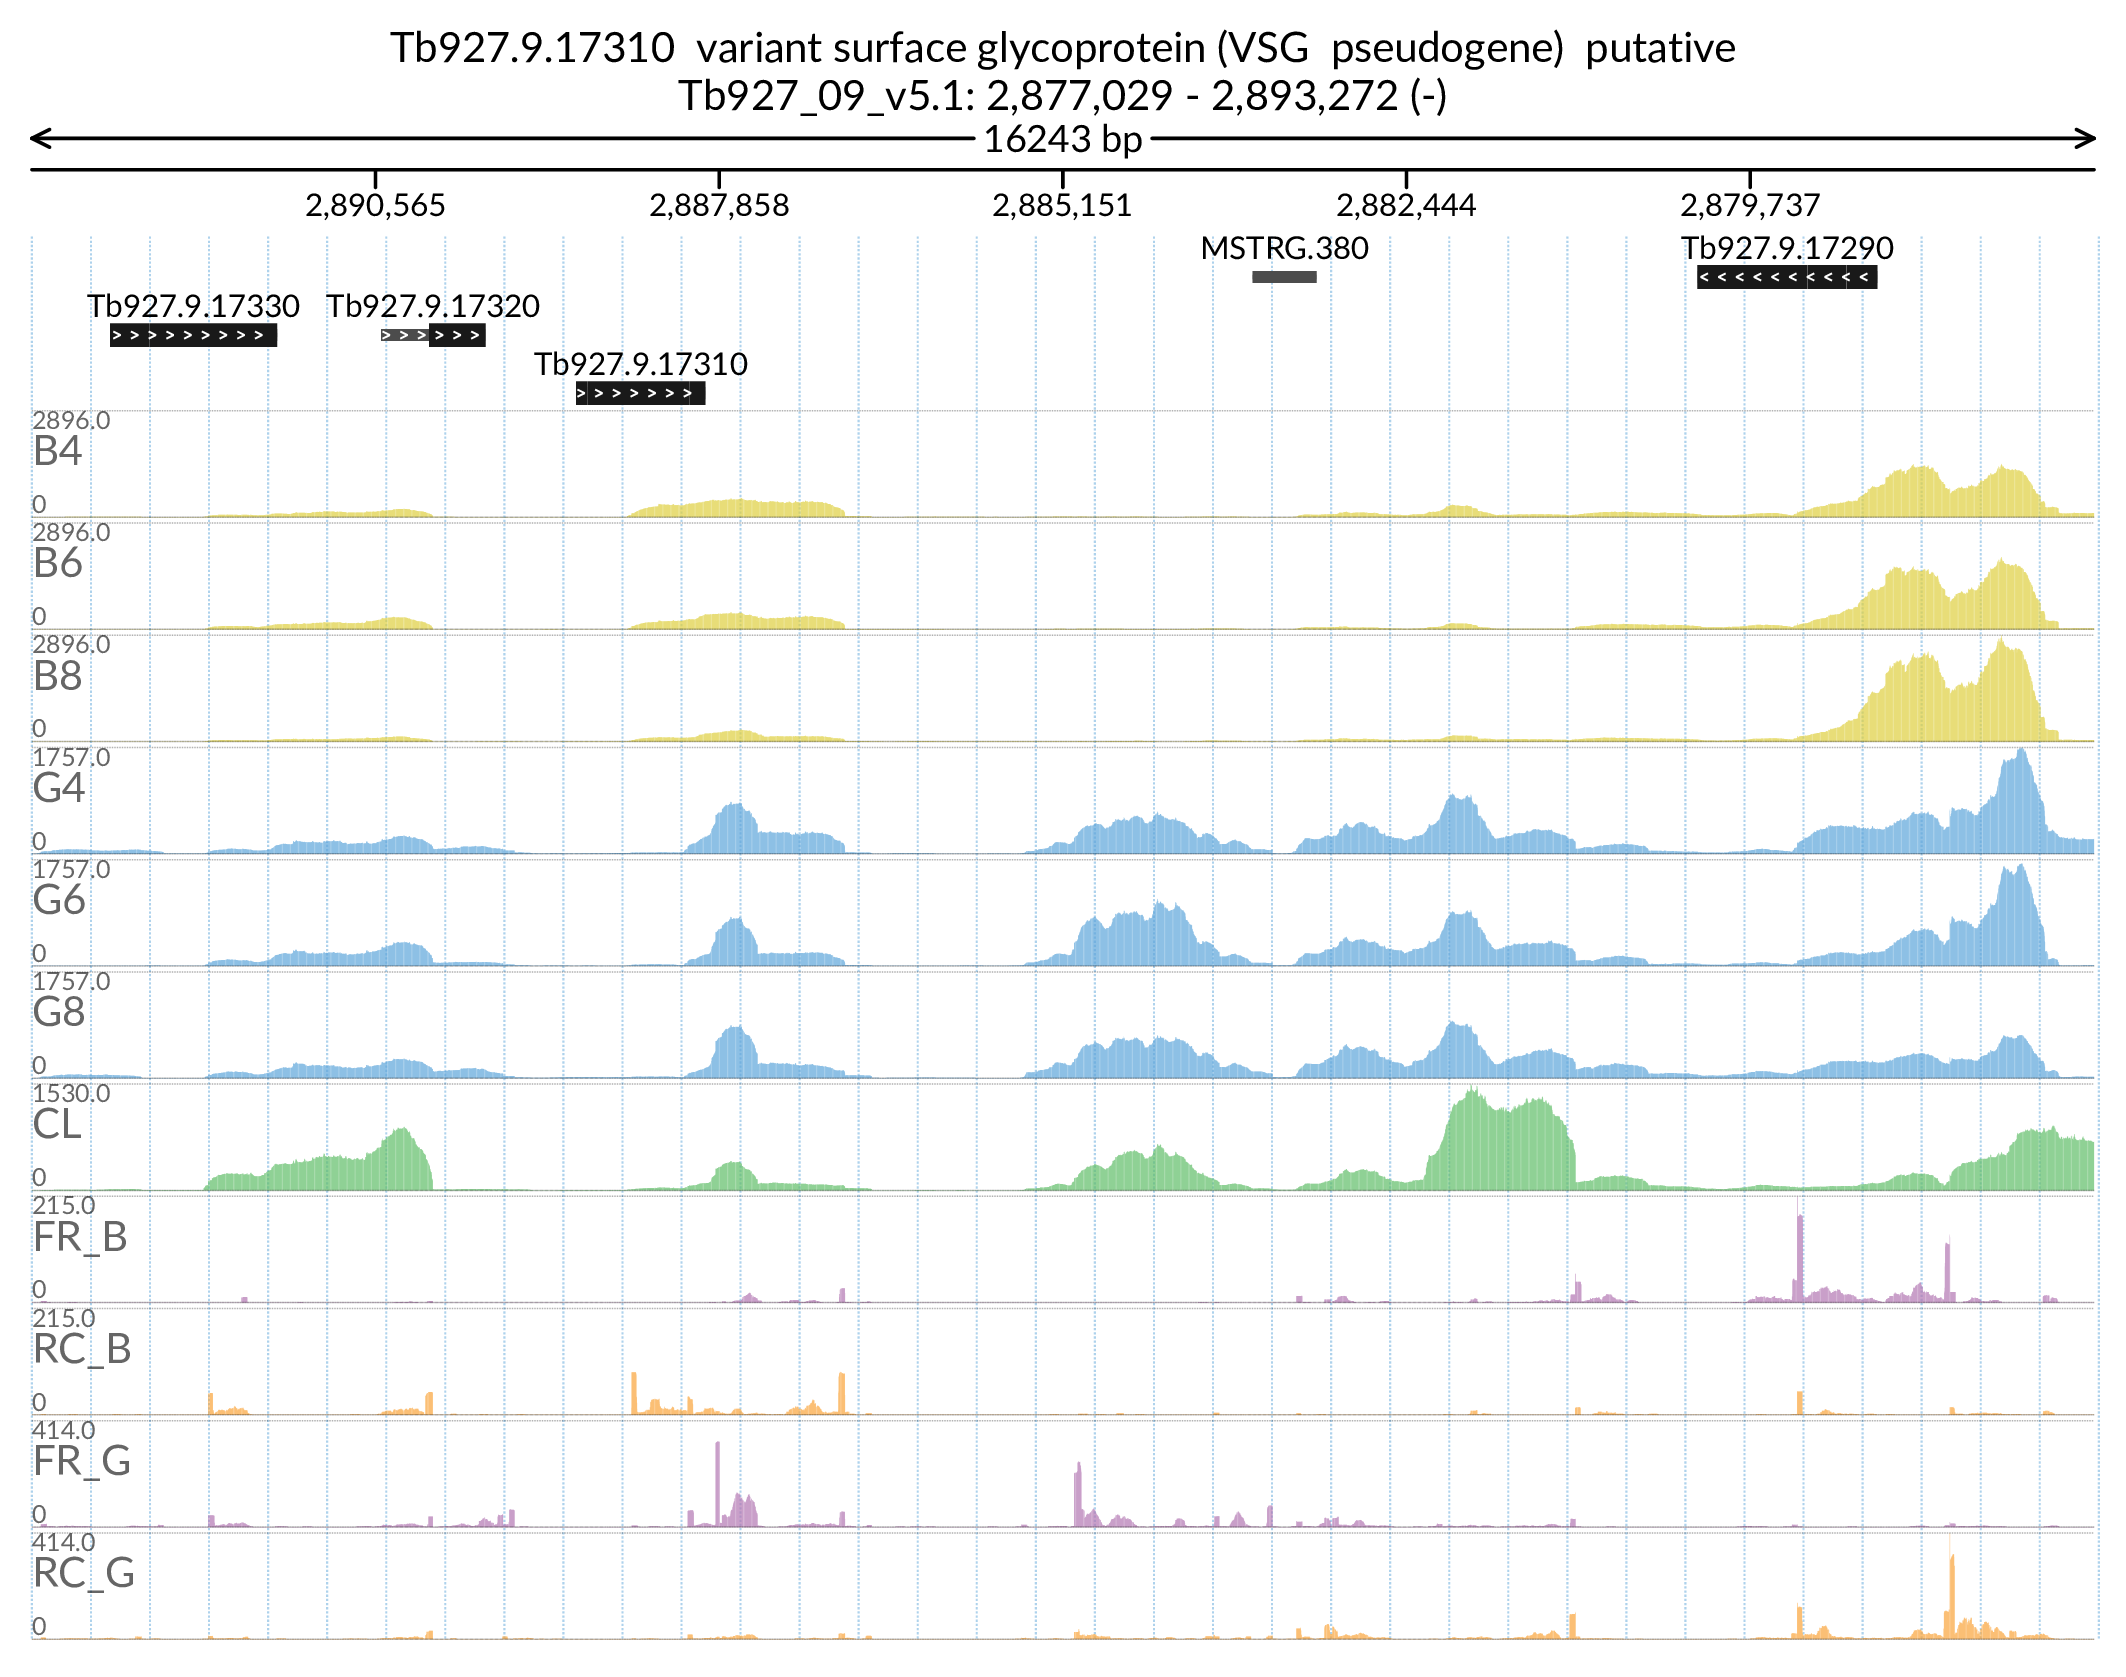 Tb927.9.17310  variant surface glycoprotein (VSG  pseudogene)  putative
Tb927_09_v5.1: 2,877,029 - 2,893,272 (-)
16243 bp
2,890,565 2,887,858 2,885,151 2,882,444 2,879,737
MSTRG.380 Tb927.9.17290
Tb927.9.17330 Tb927.9.17320
Tb927.9.17310
2896.0
B4
0
2896.0
B6
0
2896.0
B8
0
1757.0
G4
0
1757.0
G6
0
1757.0
G8
0
1530.0
CL
0
215.0
FR_B
0
215.0
RC_B
0
414.0
FR_G
0
414.0
RC_G
0